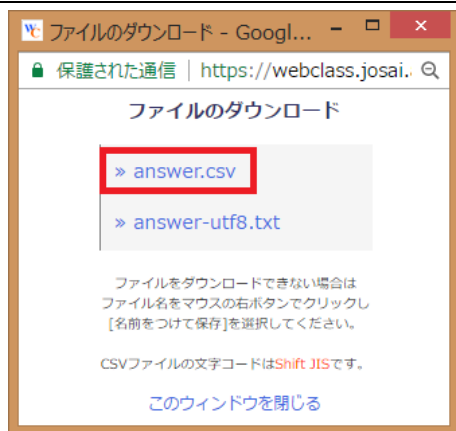 ファイルのダウンロード - Googl...
保護された通信 | https://webclass.josai.
ファイルのダウンロード
» answer.csv
» answer-utf8.txt
ファイルをダウンロードできない場合は
ファイル名をマウスの右ボタンでクリックし
[名前をつけて保存]を選択してください。
CSVファイルの文字コードはShift JISです。
このウィンドウを閉じる